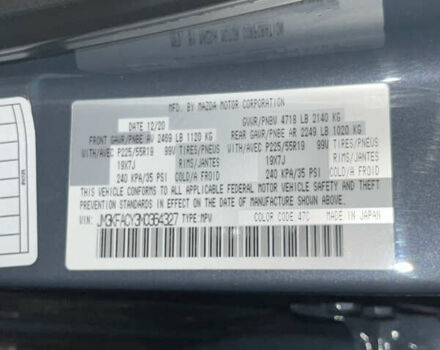 MFD. BY MAZDA MOTOR CORPORATION
DATE 12/20 GVWR/PNBV 4718 LB 2140 KG
FRONT GAWR/PNBE AV 2469 LB 1120 KG REAR GAWR/PNBE AR 2249 LB 1020 KG
WITH/AVEC P225/55R19 99V TIRES/PNEUS WITH/AVEC P225/55R19 99V TIRES/PNEUS
19X7J RIMS/JANTES 19X7J RIMS/JANTES
240 KPA/35 PSI COLD/A FROID 240 KPA/35 PSI COLD/A FROID
THIS VEHICLE CONFORMS TO ALL APPLICABLE FEDERAL MOTOR VEHICLE SAFETY AND
THEFT PREVENTION STANDARDS IN EFFECT ON THE DATE OF MANUFACTURE
SHOWN ABOVE.
TYPE:MPV COLOR CODE 47C MADE IN JAPAN